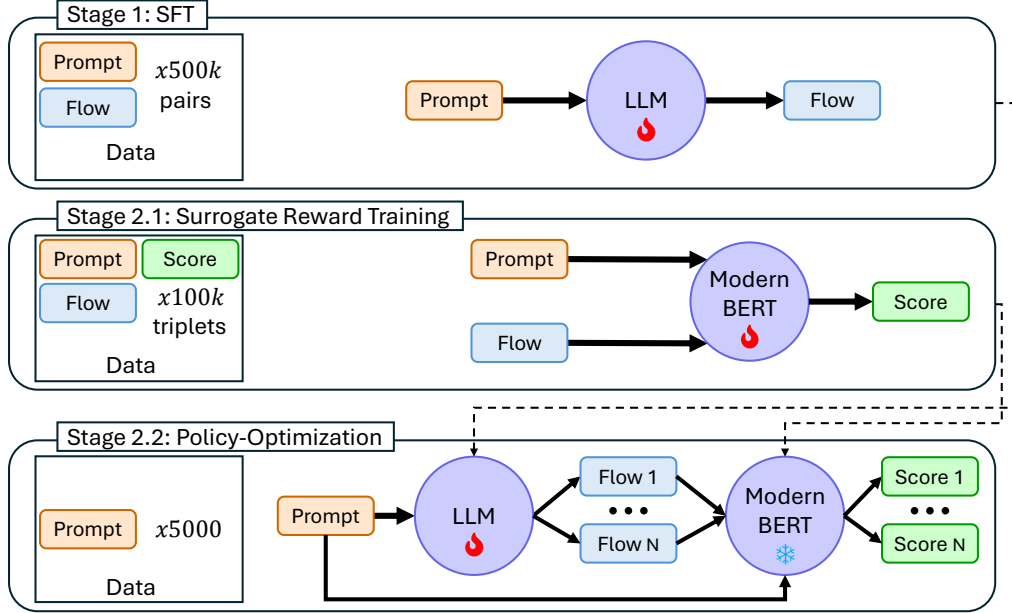 Stage 1: SFT
Prompt
x500k
pairs
Flow
Data
Prompt
LLM
Flow
Stage 2.1: Surrogate Reward Training
Prompt
Score
Flow
x100k
triplets
Data
Prompt
Flow
Modern
BERT
Score
Stage 2.2: Policy-Optimization
Prompt
x5000
Data
Prompt
LLM
Flow 1
•••
Flow N
Modern
BERT
Score 1
•••
Score N